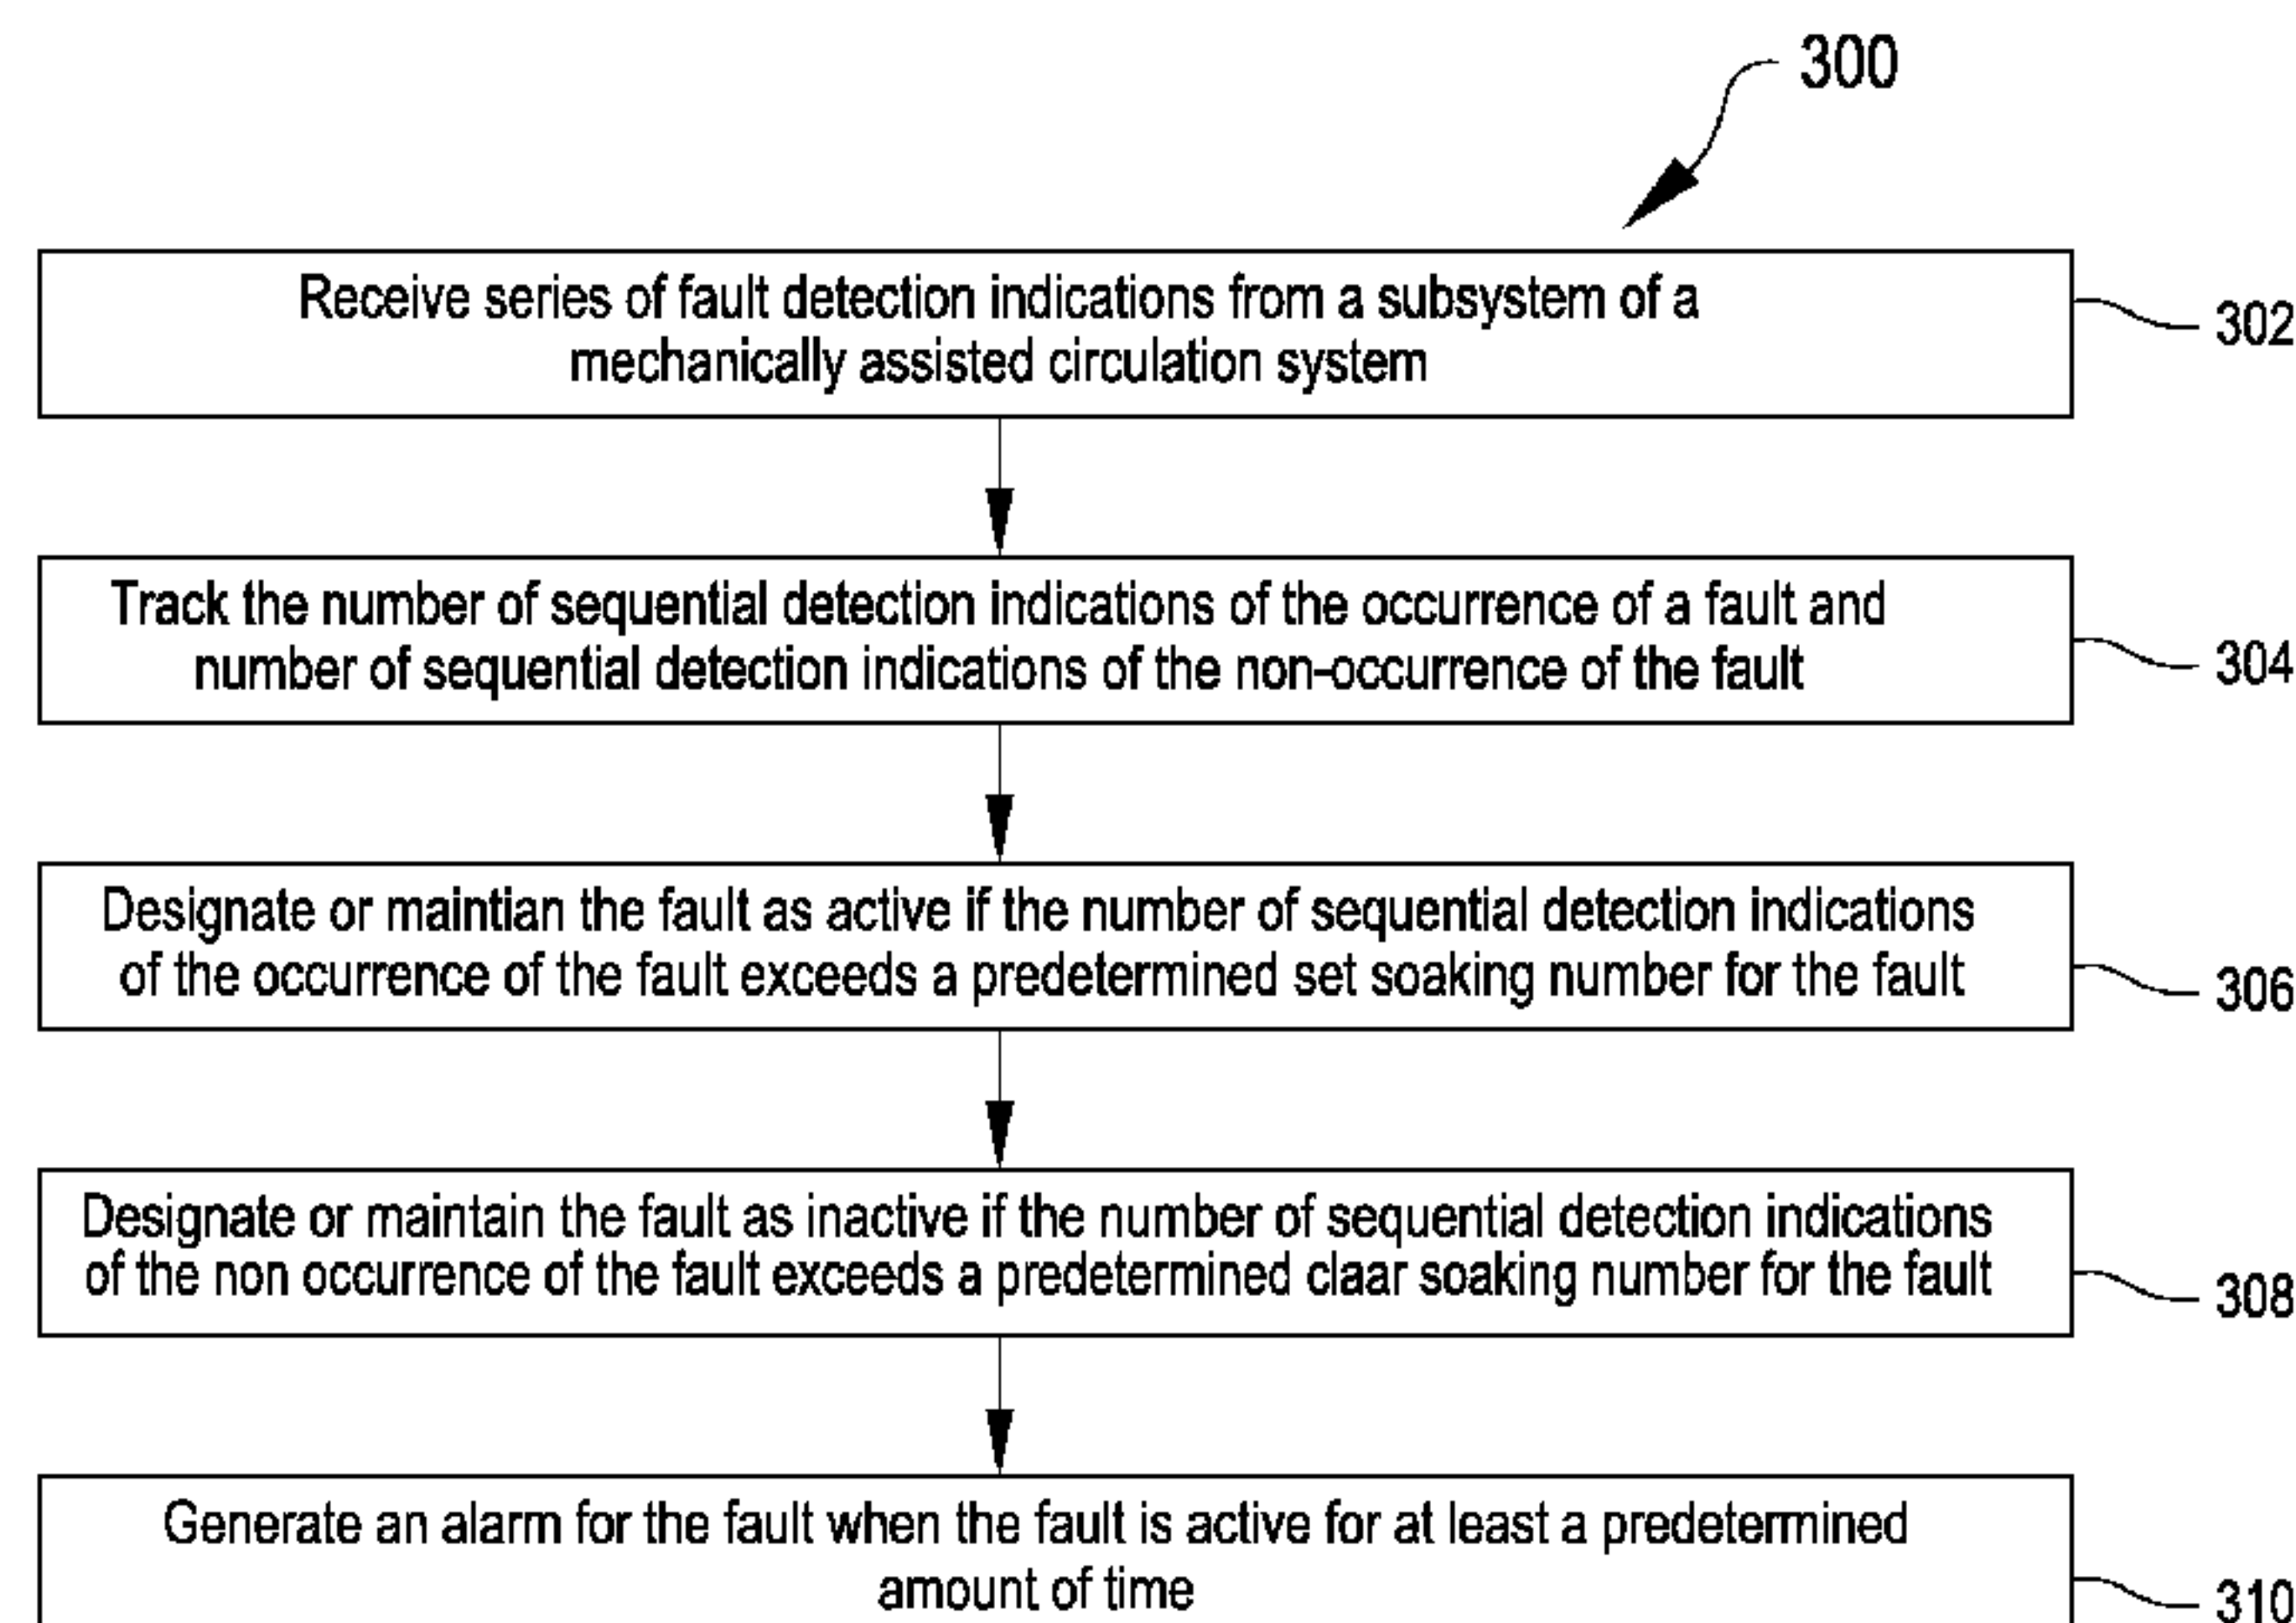 300
Receive series of fault detection indications from a subsystem of a
mechanically assisted circulation system
302
Track the number of sequential detection indications of the occurrence of a fault and
number of sequential detection indications of the non-occurrence of the fault
304
Designate or maintian the fault as active if the number of sequential detection indications
of the occurrence of the fault exceeds a predetermined set soaking number for the fault
306
Designate or maintain the fault as inactive if the number of sequential detection indications
of the non occurrence of the fault exceeds a predetermined claar soaking number for the fault
308
Generate an alarm for the fault when the fault is active for at least a predetermined
amount of time
310